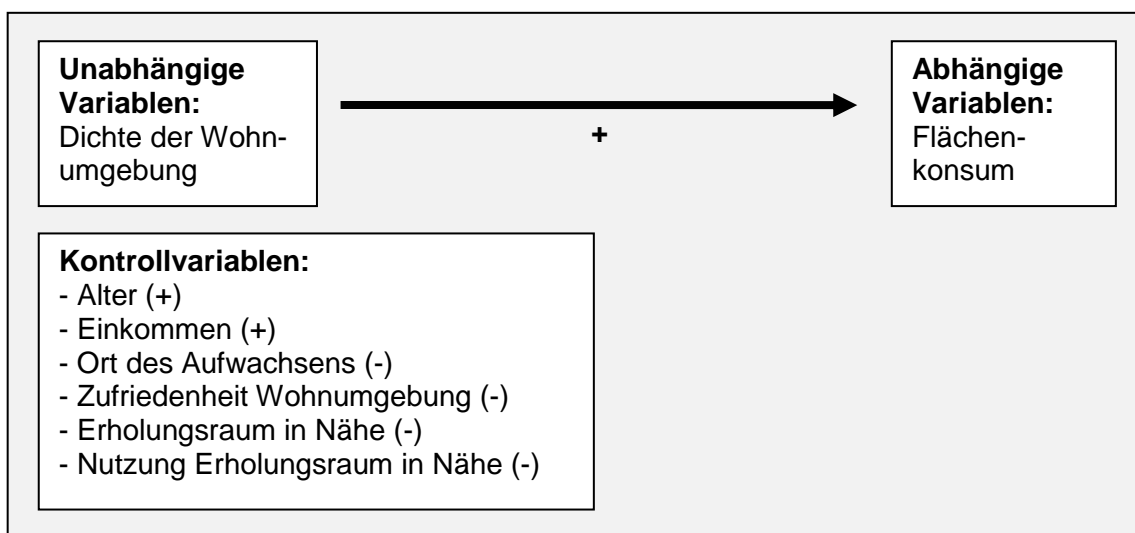 Unabhängige
Variablen:
Dichte der Wohn-
umgebung
+
Abhängige
Variablen:
Flächen-
konsum
Kontrollvariablen:
- Alter (+)
- Einkommen (+)
- Ort des Aufwachsens (-)
- Zufriedenheit Wohnumgebung (-)
- Erholungsraum in Nähe (-)
- Nutzung Erholungsraum in Nähe (-)